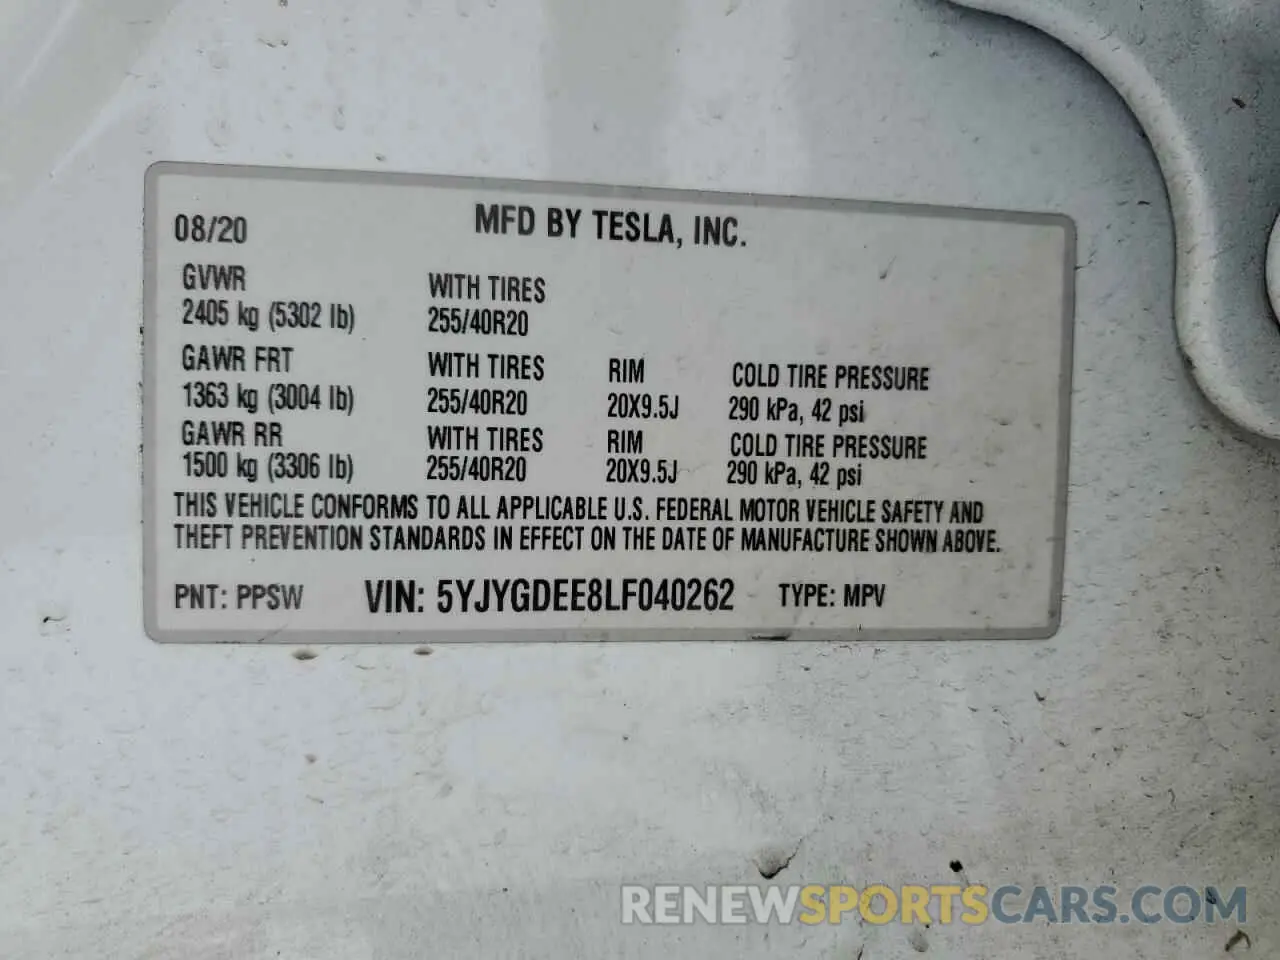 08/20 MFD BY TESLA, INC.
GVWR WITH TIRES
2405 kg (5302 lb) 255/40R20
GAWR FRT WITH TIRES RIM COLD TIRE PRESSURE
1363 kg (3004 lb) 255/40R20 20X9.5J 290 kPa, 42 psi
GAWR RR WITH TIRES RIM COLD TIRE PRESSURE
1500 kg (3306 lb) 255/40R20 20X9.5J 290 kPa, 42 psi
THIS VEHICLE CONFORMS TO ALL APPLICABLE U.S. FEDERAL MOTOR VEHICLE SAFETY AND
THEFT PREVENTION STANDARDS IN EFFECT ON THE DATE OF MANUFACTURE SHOWN ABOVE.
PNT: PPSW VIN: 5YJYGDEE8LF040262 TYPE: MPV
RENEWSPORTSCARS.COM